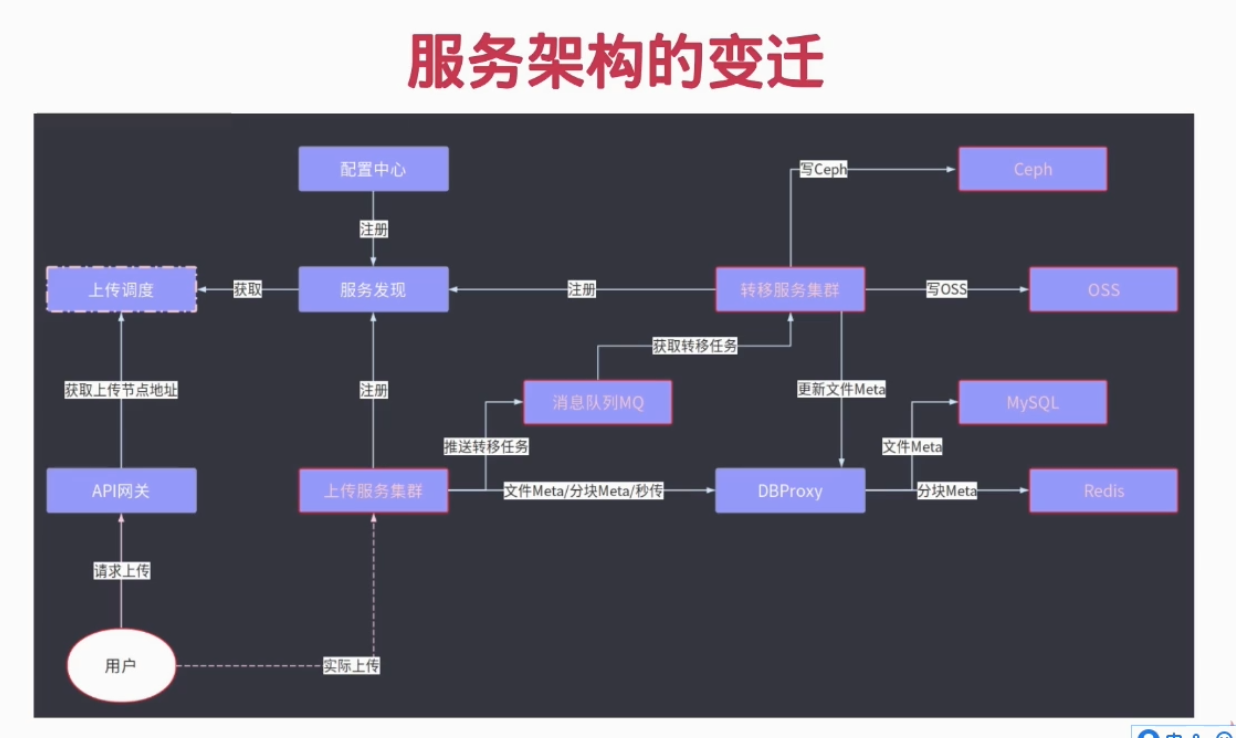 服务架构的变迁
配置中心
写Ceph
Ceph
注册
上传调度
获取
服务发现
注册
转移服务集群
写OSS
OSS
获取转移任务
获取上传节点地址
注册
更新文件Meta
消息队列MQ
MySQL
推送转移任务
文件Meta
API网关
上传服务集群
文件Meta/分块Meta/秒传
DBProxy
分块Meta
Redis
请求上传
用户
实际上传